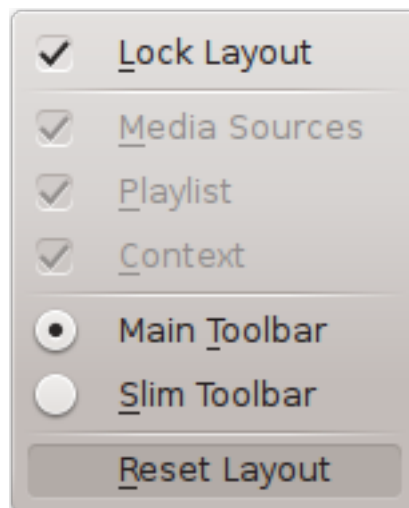 Lock Layout
Media Sources
Playlist
Context
Main Toolbar
Slim Toolbar
Reset Layout